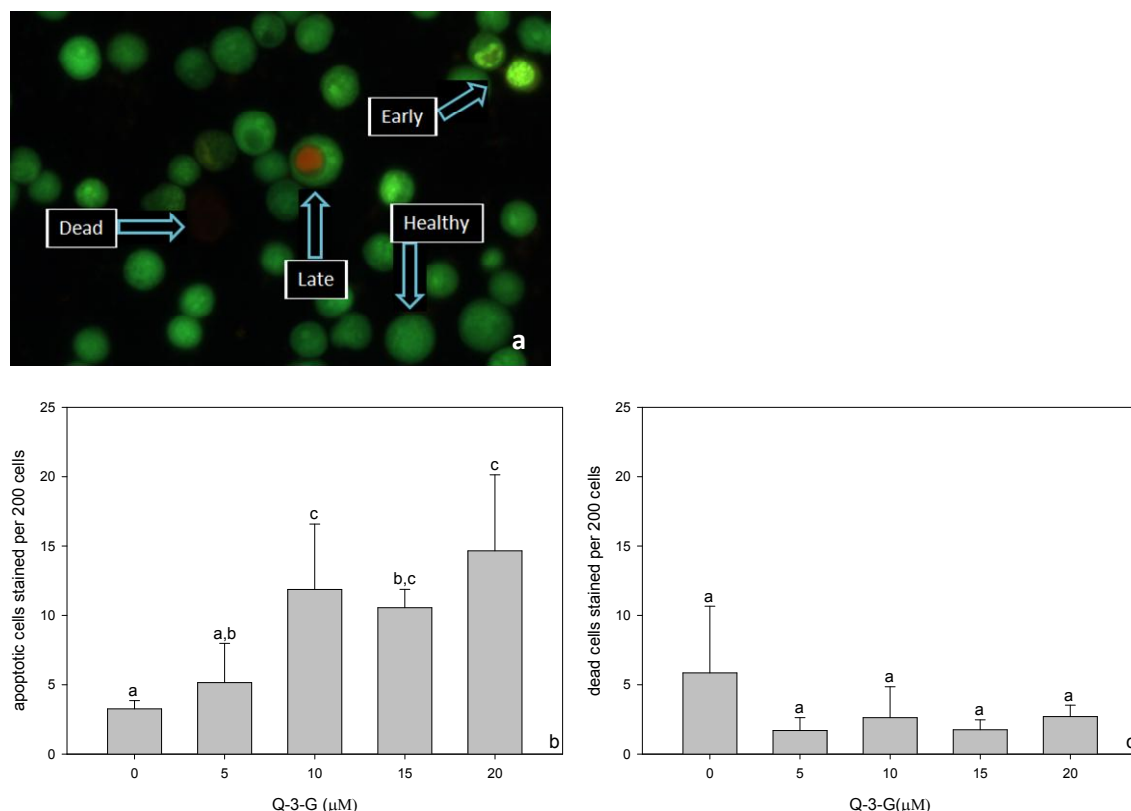 Early
Dead
Healthy
Late
a
25
20
15
10
5
0
apoptotic cells stained per 200 cells
a
a,b
c
b,c
c
b
0 5 10 15 20
Q-3-G (μM)
25
20
15
10
5
0
dead cells stained per 200 cells
a
a
a
a
a
0 5 10 15 20
Q-3-G(μM)